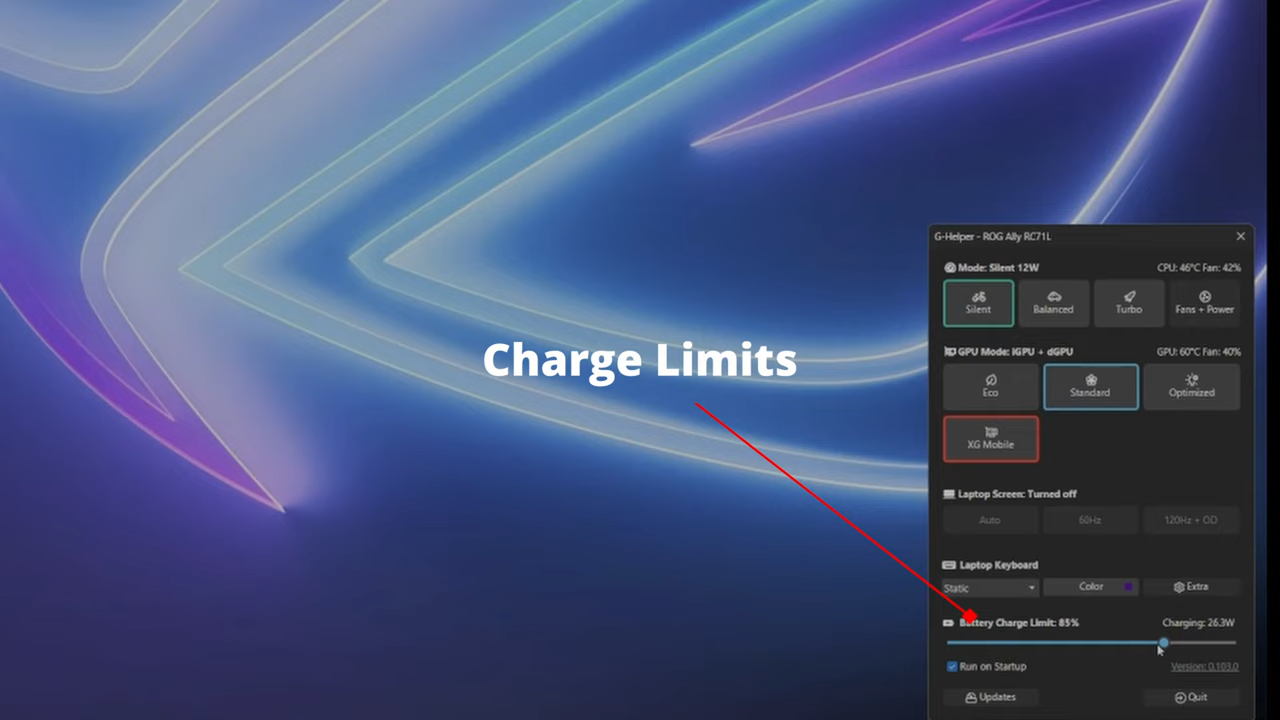 Charge Limits
G-Helper - ROG Ally RC71L
Mode: Silent 12W
CPU: 46°C Fan: 42%
Silent
Balanced
Turbo
Fans + Power
GPU Mode: iGPU + dGPU
GPU: 60°C Fan: 40%
Eco
Standard
Optimized
XG Mobile
Laptop Screen: Turned off
Auto
60Hz
120Hz + OD
Laptop Keyboard
Static
Color
Extra
Battery Charge Limit: 85%
Charging: 26.3W
Run on Startup
Version: 0.103.0
Updates
Quit